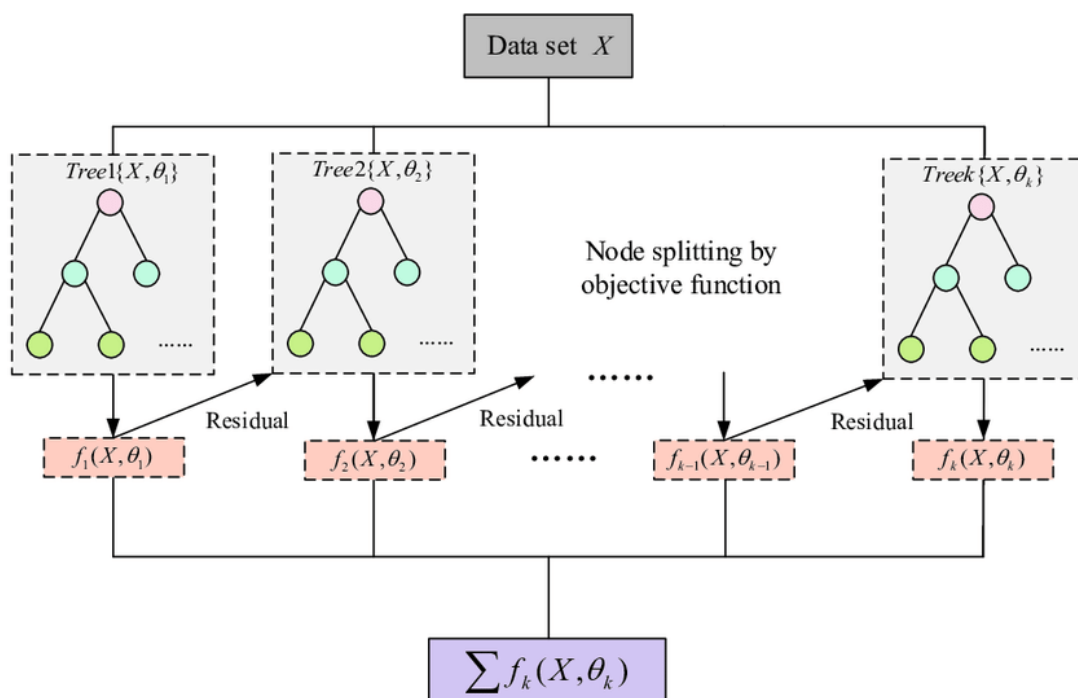 Data set X
Tree1{X,θ₁}
Tree2{X,θ₂}
Treek{X,θₖ}
Node splitting by
objective function
......
......
......
......
Residual
Residual
Residual
f₁(X,θ₁)
f₂(X,θ₂)
......
fₖ₋₁(X,θₖ₋₁)
fₖ(X,θₖ)
∑ fₖ(X,θₖ)